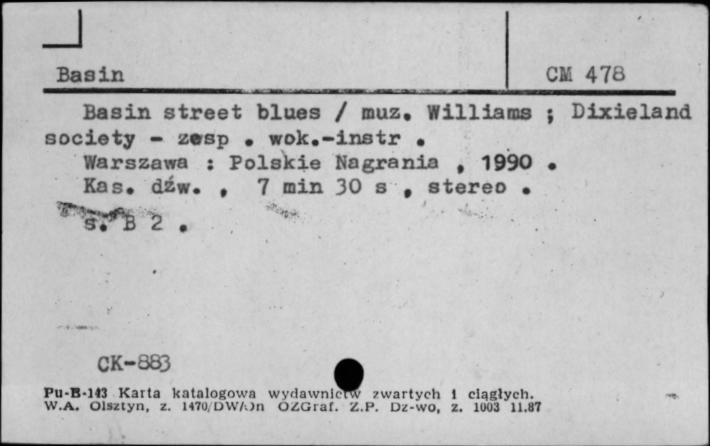 Basin CM 478
Basin street blues / muz. Williams ; Dixieland
society - zesp . wok.-instr .
Warszawa : Polskie Nagrania , 1990 .
Kas. dźw. , 7 min 30 s , stereo .
s. B 2 .
CK-883
Pu-B-143 Karta katalogowa wydawnictw zwartych i ciągłych.
W.A. Olsztyn, z. 1470/DW/On OZGraf. Z.P. Dz-wo, z. 1003 11.87